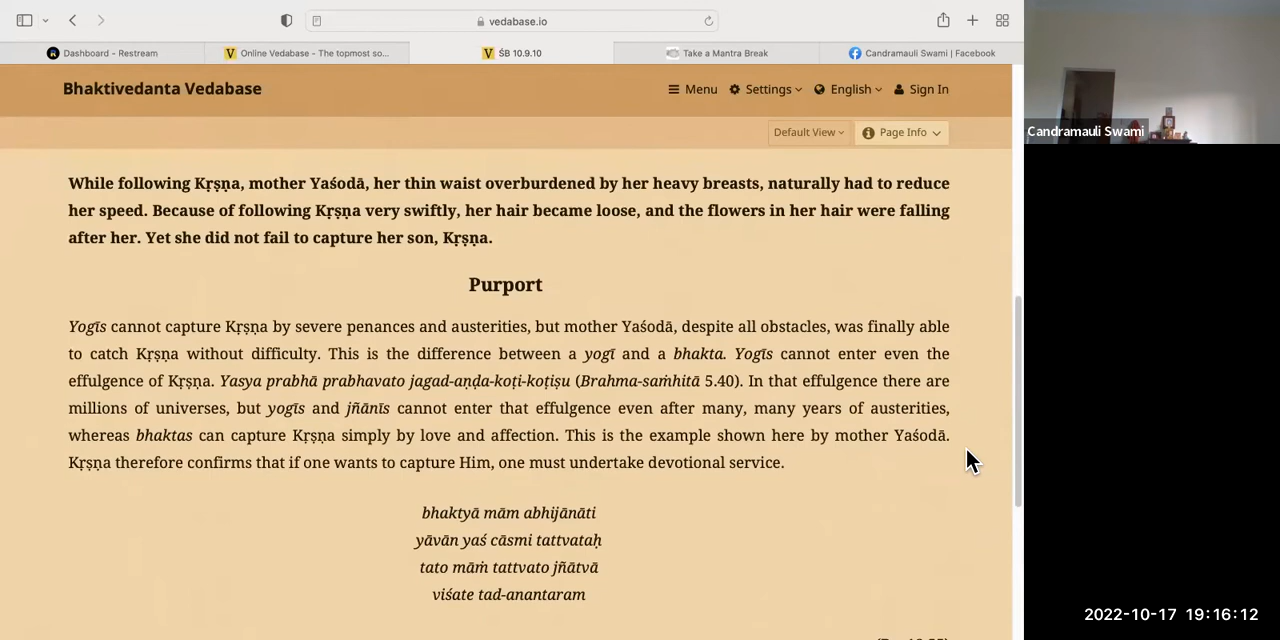 vedabase.io
Dashboard - Restream
Online Vedabase - The topmost so...
ŚB 10.9.10
Take a Mantra Break
Candramauli Swami | Facebook
Bhaktivedanta Vedabase
Menu Settings English Sign In
Default View Page Info
Candramauli Swami
While following Kṛṣṇa, mother Yaśodā, her thin waist overburdened by her heavy breasts, naturally had to reduce
her speed. Because of following Kṛṣṇa very swiftly, her hair became loose, and the flowers in her hair were falling
after her. Yet she did not fail to capture her son, Kṛṣṇa.
Purport
Yogīs cannot capture Kṛṣṇa by severe penances and austerities, but mother Yaśodā, despite all obstacles, was finally able
to catch Kṛṣṇa without difficulty. This is the difference between a yogī and a bhakta. Yogīs cannot enter even the
effulgence of Kṛṣṇa. Yasya prabhā prabhavato jagad-aṇḍa-koṭi-koṭiṣu (Brahma-saṁhitā 5.40). In that effulgence there are
millions of universes, but yogīs and jñānīs cannot enter that effulgence even after many, many years of austerities,
whereas bhaktas can capture Kṛṣṇa simply by love and affection. This is the example shown here by mother Yaśodā.
Kṛṣṇa therefore confirms that if one wants to capture Him, one must undertake devotional service.
bhaktyā mām abhijānāti
yāvān yaś cāsmi tattvataḥ
tato māṁ tattvato jñātvā
viśate tad-anantaram
2022-10-17 19:16:12